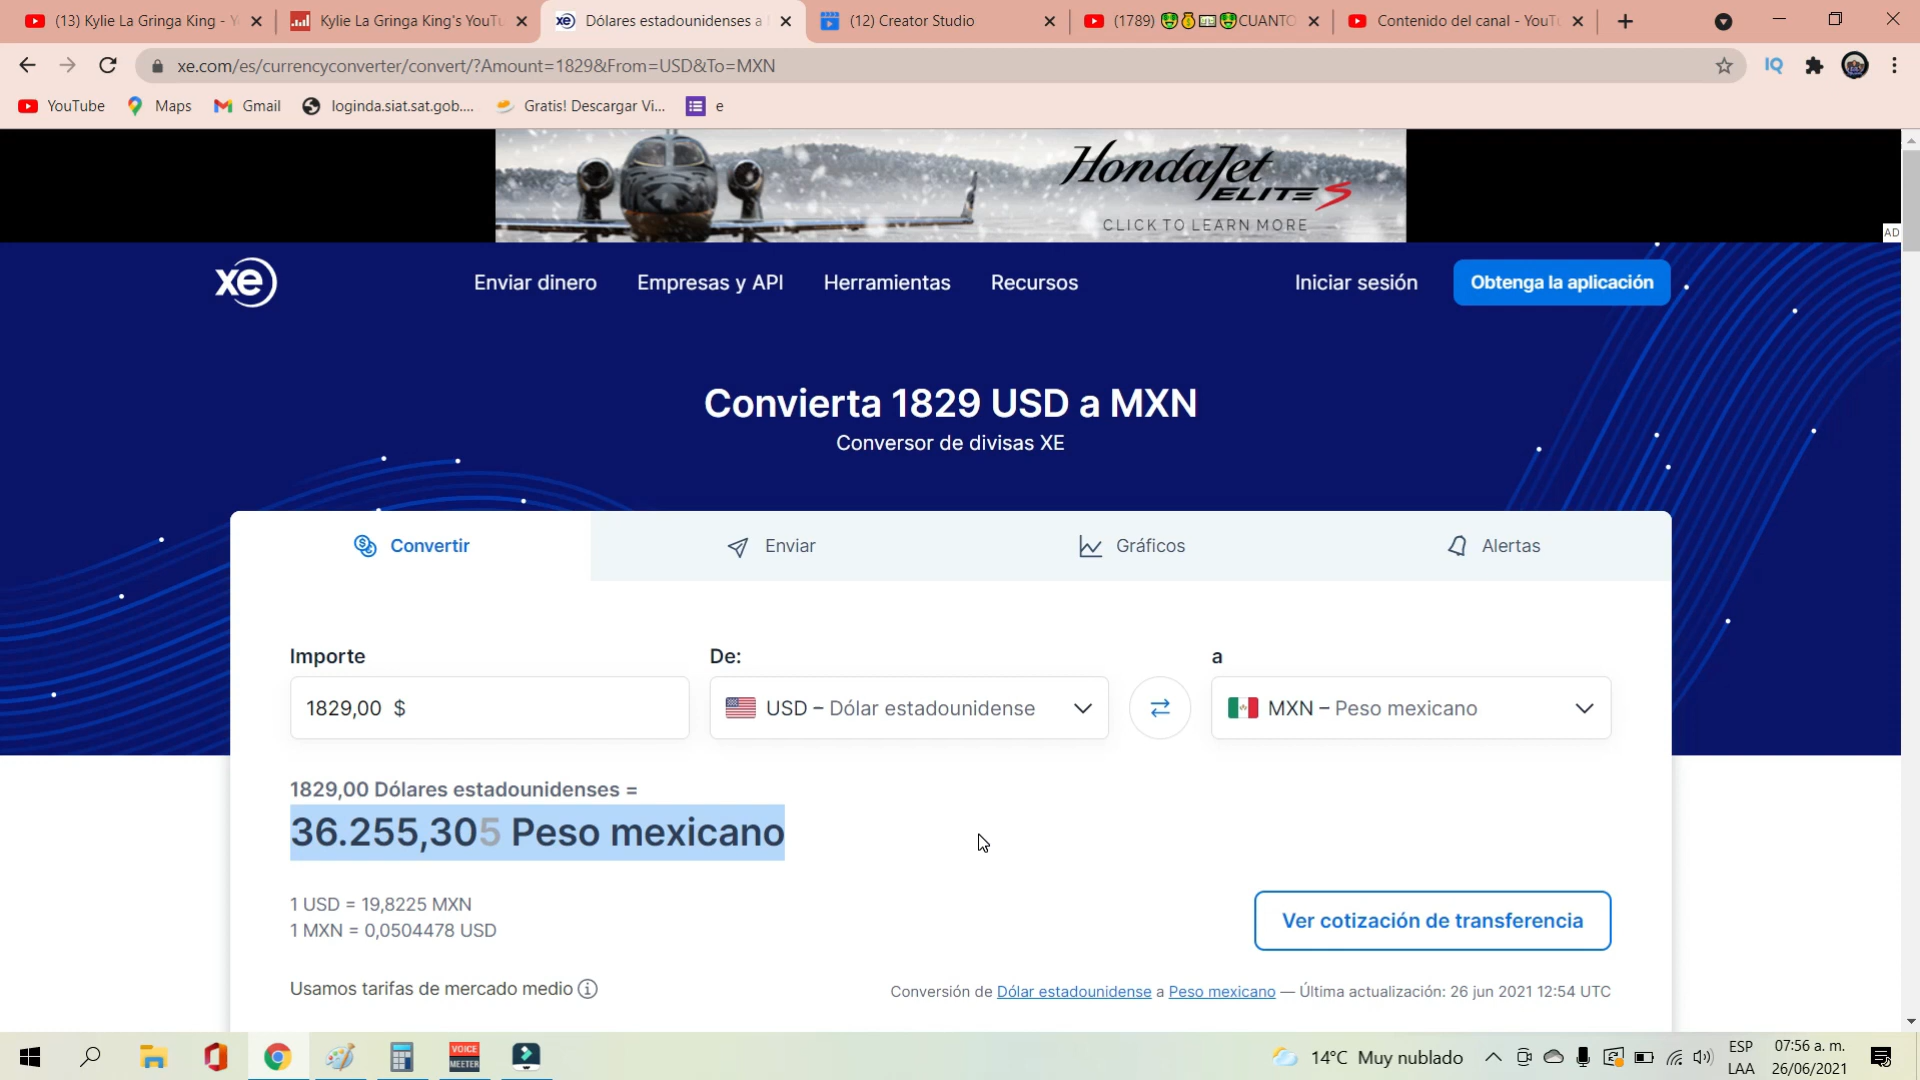 (13) Kylie La Gringa King - Y
Kylie La Gringa King's YouTu
xe Dólares estadounidenses a
(12) Creator Studio
(1789) 🤑💰💵🤑CUANTO
Contenido del canal - YouTu
xe.com/es/currencyconverter/convert/?Amount=1829&From=USD&To=MXN
IQ
YouTube
Maps
Gmail
loginda.siat.sat.gob....
Gratis! Descargar Vi...
e
HondaJet
ELITE S
CLICK TO LEARN MORE
AD
xe
Enviar dinero
Empresas y API
Herramientas
Recursos
Iniciar sesión
Obtenga la aplicación
Convierta 1829 USD a MXN
Conversor de divisas XE
Convertir
Enviar
Gráficos
Alertas
Importe
De:
a
1829,00 $
USD – Dólar estadounidense
MXN – Peso mexicano
1829,00 Dólares estadounidenses =
36.255,305 Peso mexicano
1 USD = 19,8225 MXN
1 MXN = 0,0504478 USD
Ver cotización de transferencia
Usamos tarifas de mercado medio
Conversión de Dólar estadounidense a Peso mexicano — Última actualización: 26 jun 2021 12:54 UTC
VOICE
MEETER
14°C Muy nublado
ESP
LAA
07:56 a. m.
26/06/2021